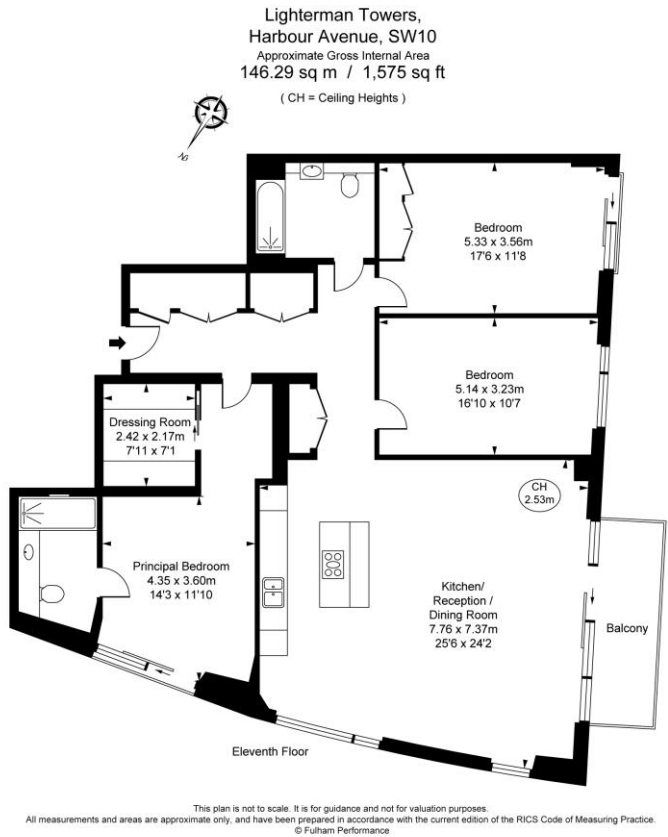 Lighterman Towers,
Harbour Avenue, SW10
Approximate Gross Internal Area
146.29 sq m / 1,575 sq ft
( CH = Ceiling Heights )
N
Bedroom
5.33 x 3.56m
17'6 x 11'8
Bedroom
5.14 x 3.23m
16'10 x 10'7
Dressing Room
2.42 x 2.17m
7'11 x 7'1
CH
2.53m
Principal Bedroom
4.35 x 3.60m
14'3 x 11'10
Kitchen/
Reception /
Dining Room
7.76 x 7.37m
25'6 x 24'2
Balcony
Eleventh Floor
This plan is not to scale. It is for guidance and not for valuation purposes.
All measurements and areas are approximate only, and have been prepared in accordance with the current edition of the RICS Code of Measuring Practice.
© Fulham Performance